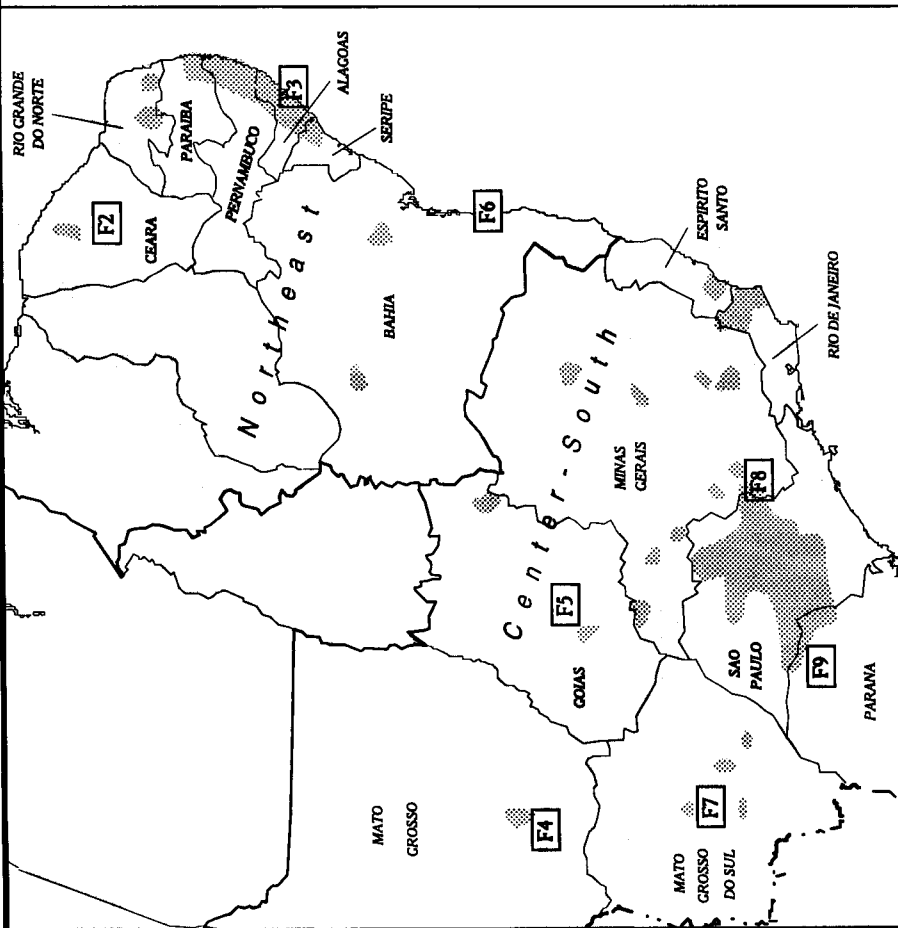 RIO GRANDE
DO NORTE
F2
CEARA
PARAIBA
PERNAMBUCO
F3
ALAGOAS
SERIPE
Northeast
BAHIA
F6
Center-South
MINAS
GERAIS
ESPIRITO
SANTO
RIO DE JANEIRO
F8
F5
GOIAS
SAO
PAULO
F9
PARANA
MATO
GROSSO
F4
F7
MATO
GROSSO
DO SUL